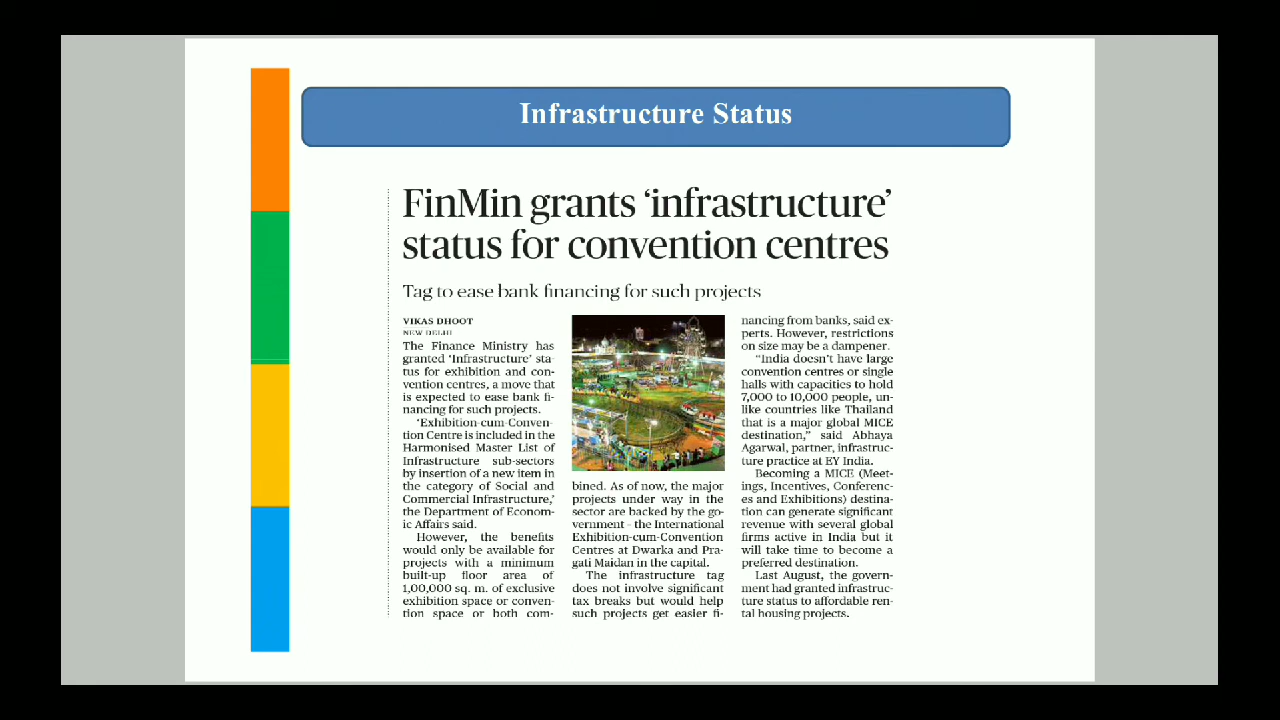 Infrastructure Status
FinMin grants ‘infrastructure’
status for convention centres
Tag to ease bank financing for such projects
VIKAS DHOOT
NEW DELHI
The Finance Ministry has
granted ‘Infrastructure’ sta-
tus for exhibition and con-
vention centres, a move that
is expected to ease bank fi-
nancing for such projects.
‘Exhibition-cum-Conven-
tion Centre is included in the
Harmonised Master List of
Infrastructure sub-sectors
by insertion of a new item in
the category of Social and
Commercial Infrastructure,’
the Department of Econom-
ic Affairs said.
However, the benefits
would only be available for
projects with a minimum
built-up floor area of
1,00,000 sq. m. of exclusive
exhibition space or conven-
tion space or both com-
bined. As of now, the major
projects under way in the
sector are backed by the go-
vernment – the International
Exhibition-cum-Convention
Centres at Dwarka and Pra-
gati Maidan in the capital.
The infrastructure tag
does not involve significant
tax breaks but would help
such projects get easier fi-
nancing from banks, said ex-
perts. However, restrictions
on size may be a dampener.
“India doesn’t have large
convention centres or single
halls with capacities to hold
7,000 to 10,000 people, un-
like countries like Thailand
that is a major global MICE
destination,” said Abhaya
Agarwal, partner, infrastruc-
ture practice at EY India.
Becoming a MICE (Meet-
ings, Incentives, Conferenc-
es and Exhibitions) destina-
tion can generate significant
revenue with several global
firms active in India but it
will take time to become a
preferred destination.
Last August, the govern-
ment had granted infrastruc-
ture status to affordable ren-
tal housing projects.